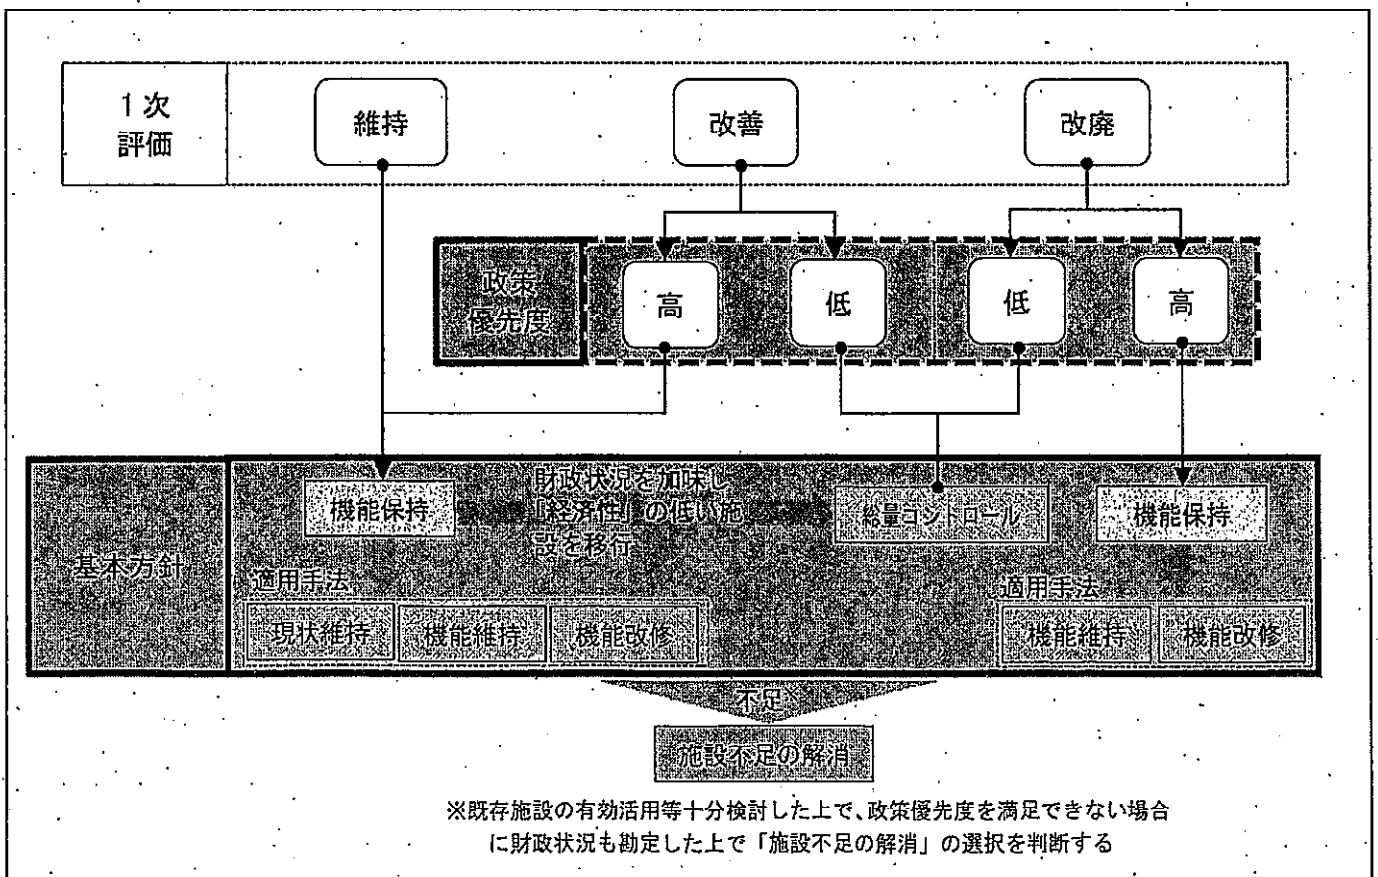 1次
評価
維持
改善
改廃
政策
優先度
高
低
低
高
基本方針
機能保持
財政状況を加味し
「経済性」の低い施
設を移行
総量コントロール
機能保持
適用手法
現状維持
機能維持
機能改修
適用手法
機能維持
機能改修
不足
施設不足の解消
※既存施設の有効活用等十分検討した上で、政策優先度を満足できない場合
に財政状況も勘定した上で「施設不足の解消」の選択を判断する